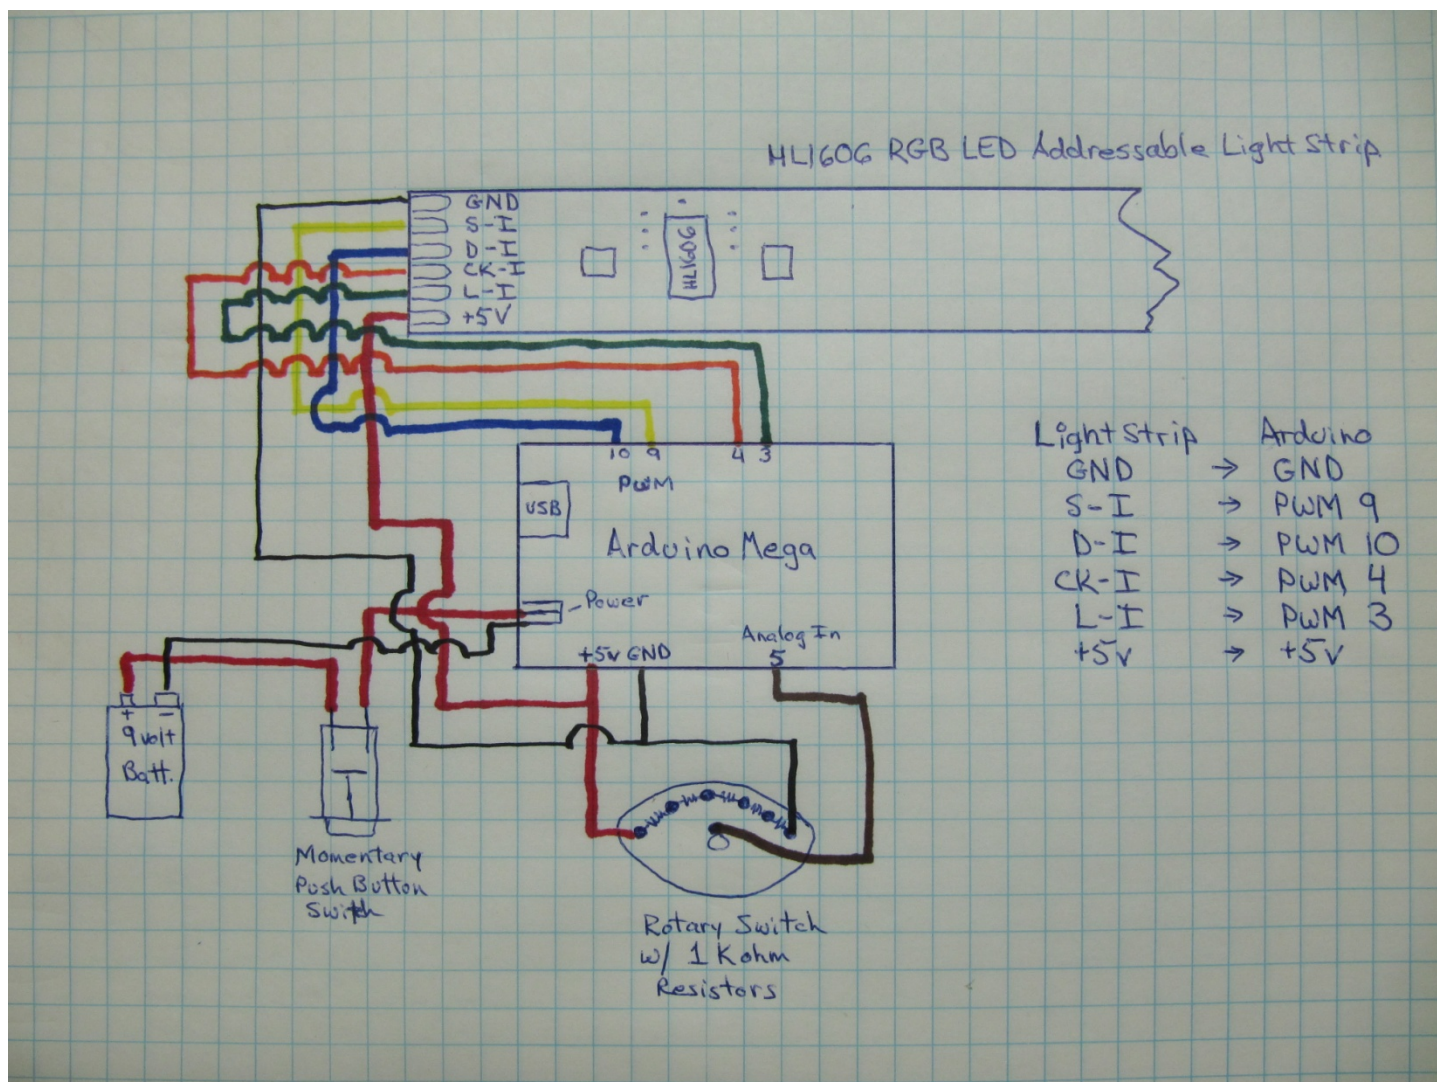 HL1606 RGB LED Addressable Light Strip
GND
S-I
D-I
CK-I
L-I
+5V
HL1606
10 9 4 3
PWM
USB
Arduino Mega
Power
Analog In
+5v GND 5
+ -
9volt
Batt.
Momentary
Push Button
Switch
Rotary Switch
w/ 1 Kohm
Resistors
Light Strip Arduino
GND → GND
S-I → PWM 9
D-I → PWM 10
CK-I → PWM 4
L-I → PWM 3
+5v → +5v